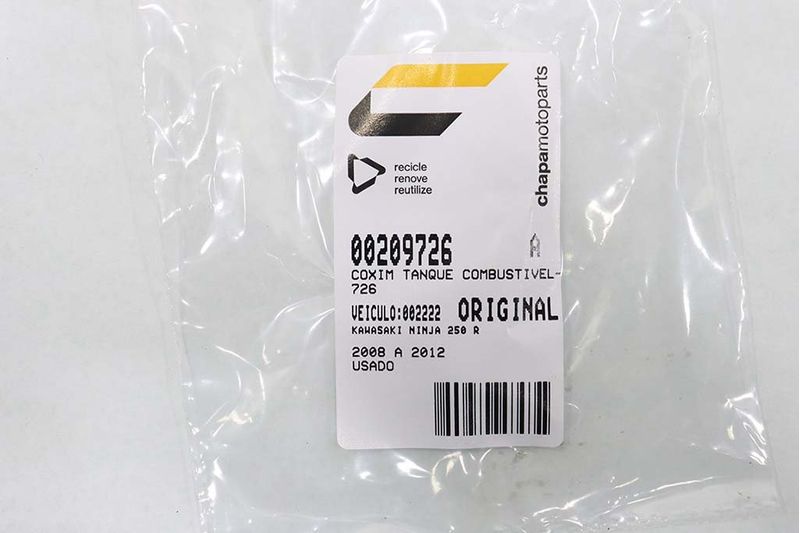 chapamotoparts
recicle
renove
reutilize
00209726
COXIM TANQUE COMBUSTIVEL-
726
VEICULO:002222 ORIGINAL
KAWASAKI NINJA 250 R
2008 A 2012
USADO